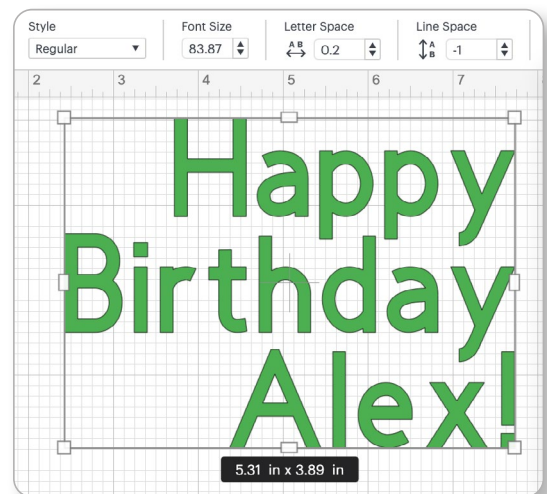 Style Font Size Letter Space Line Space
Regular 83.87 A B 0.2 A B -1
2 3 4 5 6 7
Happy
Birthday
Alex!
5.31 in x 3.89 in